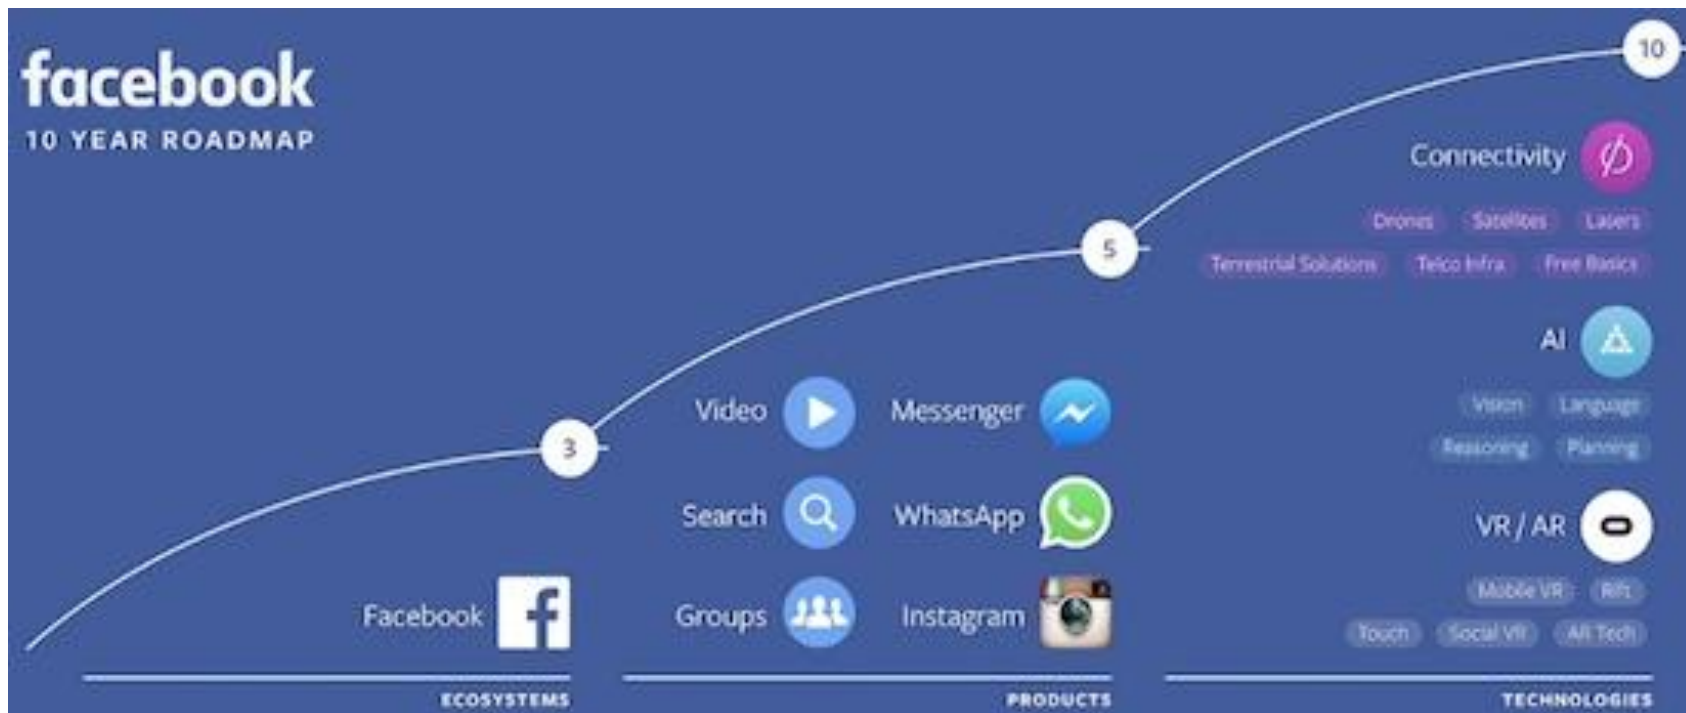 facebook
10 YEAR ROADMAP
10
5
3
Facebook
ECOSYSTEMS
Video
Messenger
Search
WhatsApp
Groups
Instagram
PRODUCTS
Connectivity
Drones Satellites Lasers
Terrestrial Solutions Telco Infra Free Basics
AI
Vision Language
Reasoning Planning
VR / AR
Mobile VR Rift
Touch Social VR AR Tech
TECHNOLOGIES